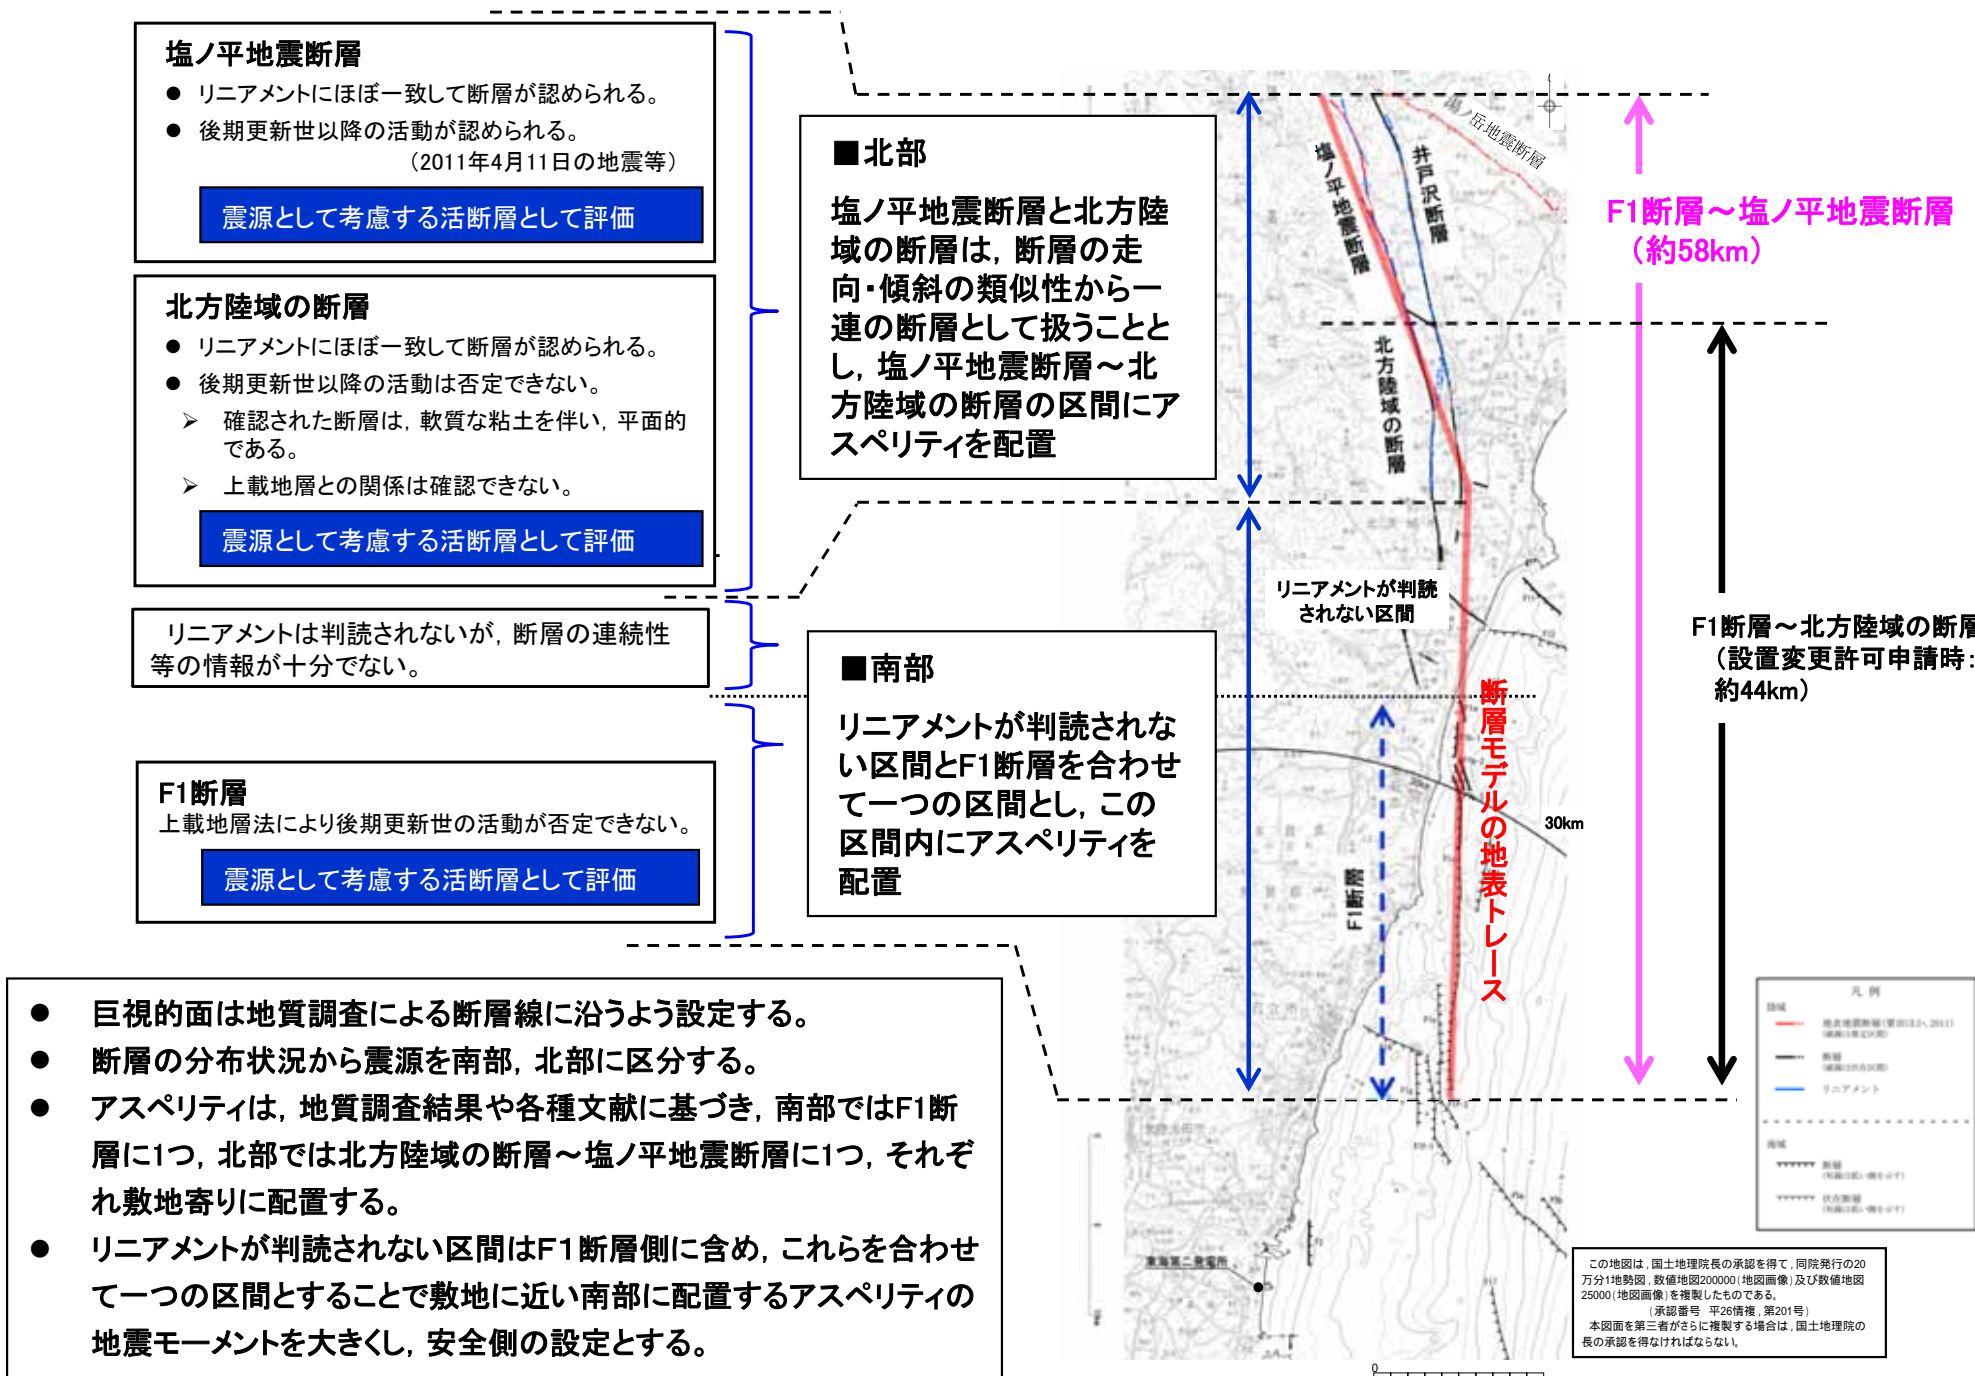 塩ノ平地震断層
● リニアメントにほぼ一致して断層が認められる。
● 後期更新世以降の活動が認められる。
（2011年4月11日の地震等）
震源として考慮する活断層として評価
北方陸域の断層
● リニアメントにほぼ一致して断層が認められる。
● 後期更新世以降の活動は否定できない。
➢ 確認された断層は，軟質な粘土を伴い，平面的
である。
➢ 上載地層との関係は確認できない。
震源として考慮する活断層として評価
リニアメントは判読されないが，断層の連続性
等の情報が十分でない。
F1断層
上載地層法により後期更新世の活動が否定できない。
震源として考慮する活断層として評価
■北部
塩ノ平地震断層と北方陸
域の断層は，断層の走
向・傾斜の類似性から一
連の断層として扱うことと
し，塩ノ平地震断層～北
方陸域の断層の区間にア
スペリティを配置
■南部
リニアメントが判読されな
い区間とF1断層を合わせ
て一つの区間とし，この
区間内にアスペリティを
配置
湯ノ岳地震断層
井戸沢断層
塩ノ平地震断層
北方陸域の断層
リニアメントが判読
されない区間
断層モデルの地表トレース
F1断層
30km
東海第二発電所
F1断層～塩ノ平地震断層
（約58km）
F1断層～北方陸域の断層
（設置変更許可申請時：
約44km）
● 巨視的面は地質調査による断層線に沿うよう設定する。
● 断層の分布状況から震源を南部，北部に区分する。
● アスペリティは，地質調査結果や各種文献に基づき，南部ではF1断
層に1つ，北部では北方陸域の断層～塩ノ平地震断層に1つ，それぞ
れ敷地寄りに配置する。
● リニアメントが判読されない区間はF1断層側に含め，これらを合わせ
て一つの区間とすることで敷地に近い南部に配置するアスペリティの
地震モーメントを大きくし，安全側の設定とする。
凡例
陸域
断層
リニアメント
海域
断層
伏在断層
この地図は，国土地理院長の承認を得て，同院発行の20
万分1地勢図，数値地図200000（地図画像）及び数値地図
25000（地図画像）を複製したものである。
（承認番号 平26情複，第201号）
本図面を第三者がさらに複製する場合は，国土地理院の
長の承認を得なければならない。
0